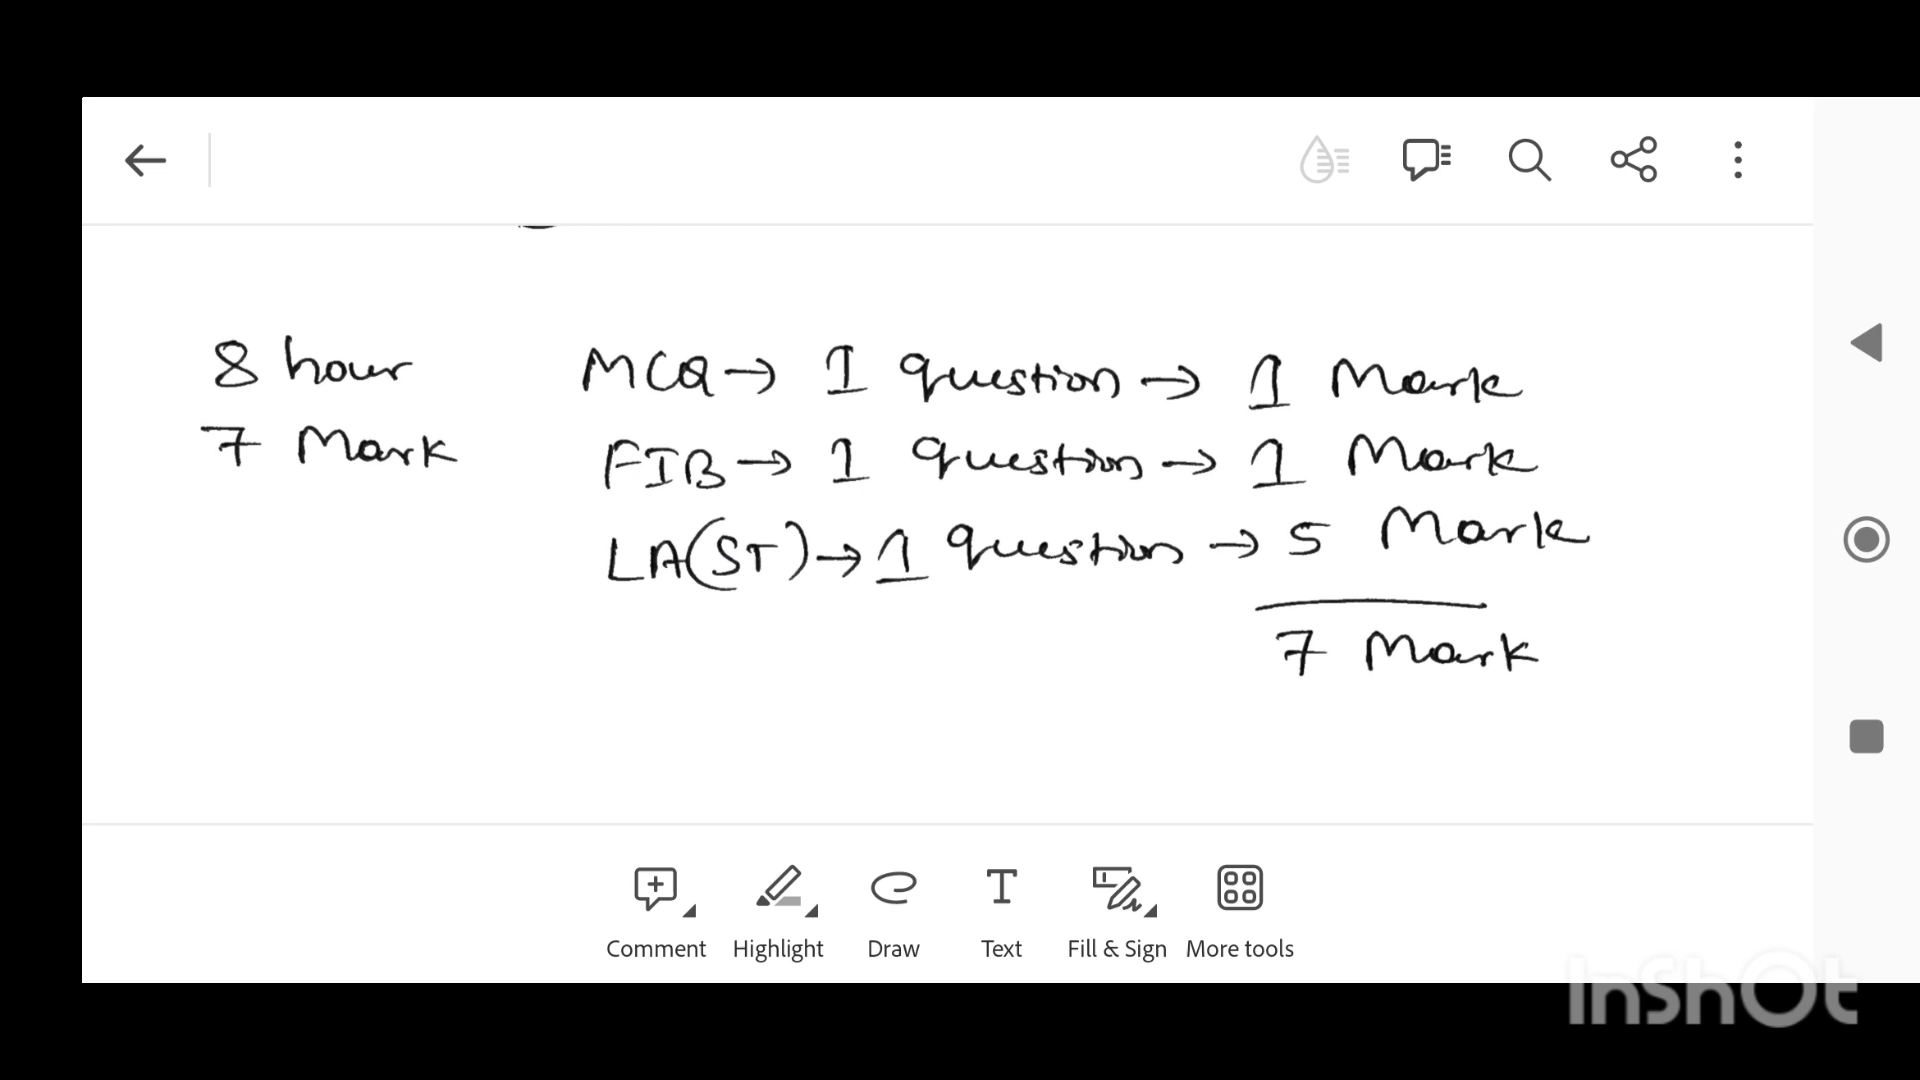 8 hour MCQ → 1 question → 1 Mark
7 Mark FIB → 1 question → 1 Mark
LA(ST) → 1 question → 5 Mark
7 Mark
Comment Highlight Draw Text Fill & Sign More tools
InShOt